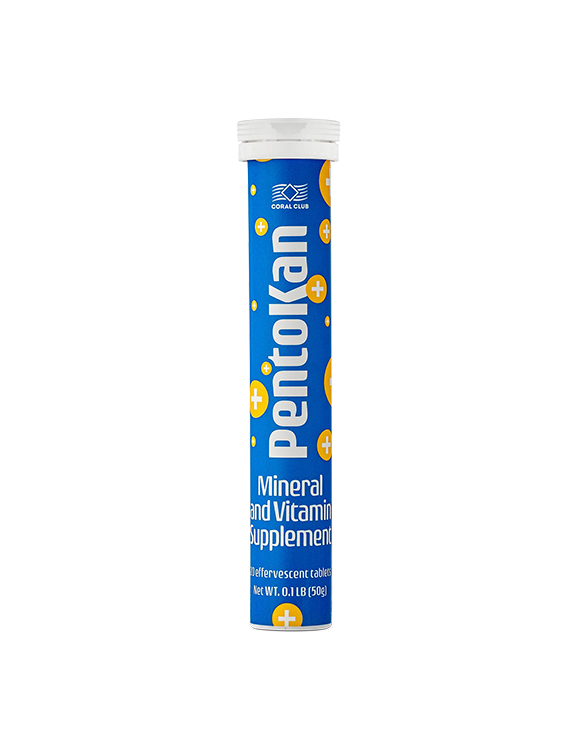 CORAL CLUB
PentoKan
Mineral
and Vitamin
Supplement
effervescent tablets
Net WT. 0.1 LB (50g)